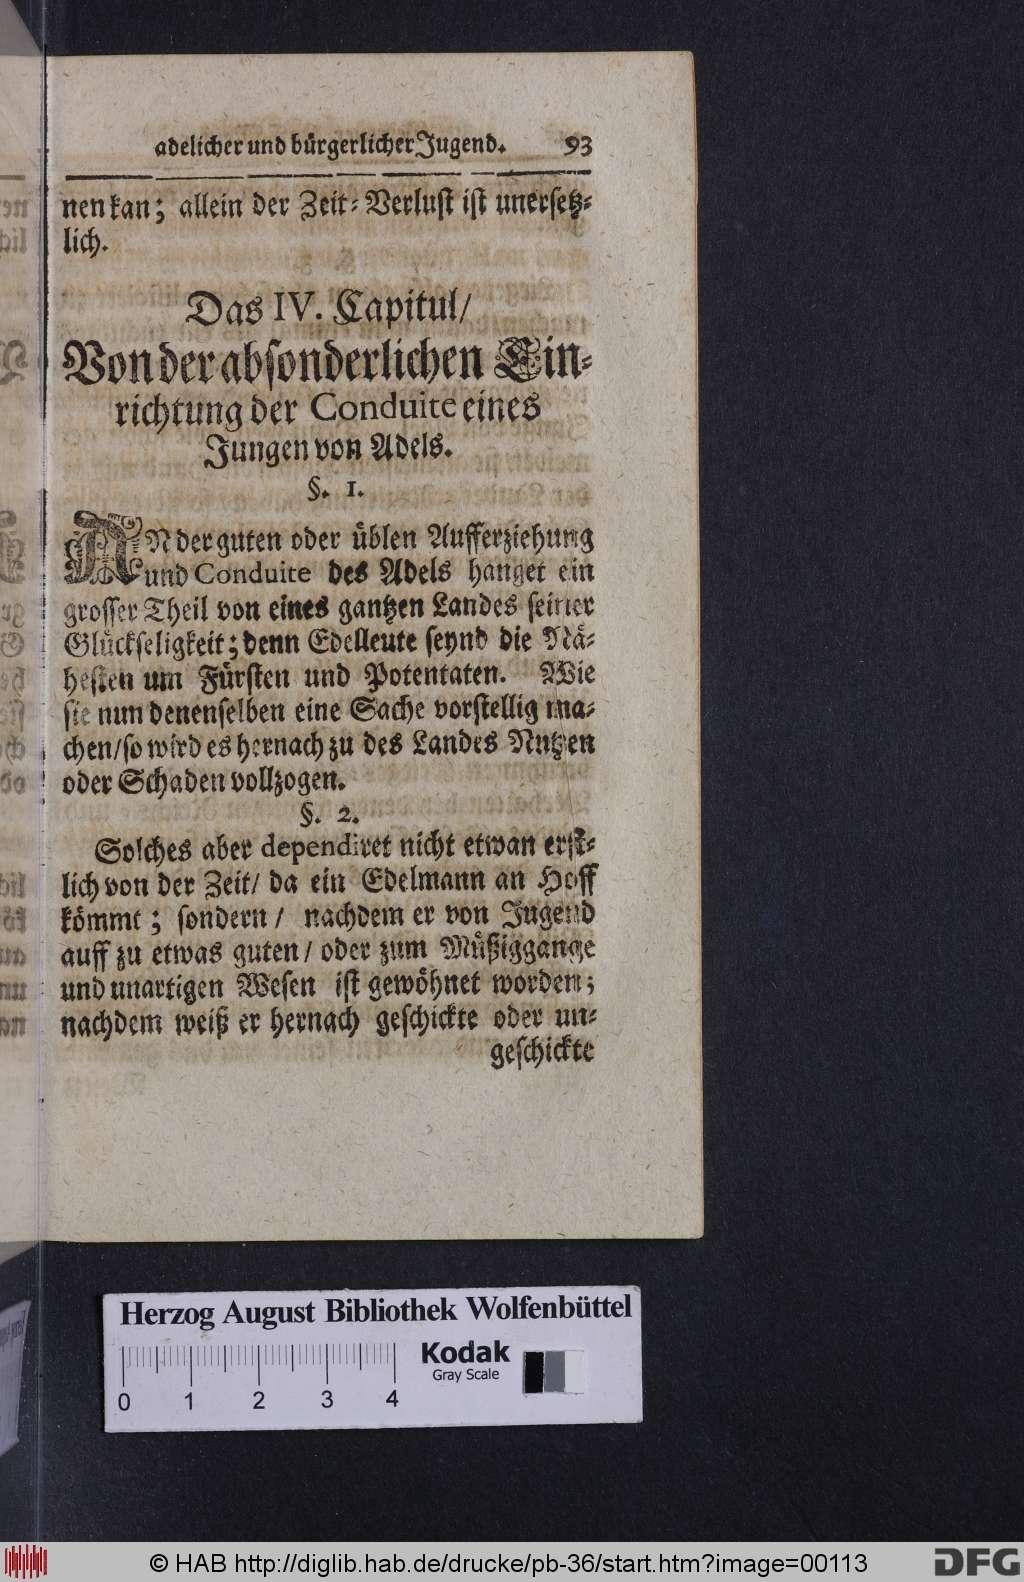 adelicher und bürgerlicher Jugend. 93
nen kan; allein der Zeit-Verlust ist unersetz-
lich.
Das IV. Capitul/
Von der absonderlichen Ein-
richtung der Conduite eines
Jungen von Adels.
§. 1.
AN der guten oder üblen Aufferziehung
und Conduite des Adels hanget ein
grosser Theil von eines gantzen Landes seiner
Glückseligkeit; denn Edelleute seynd die Nä-
hesten um Fürsten und Potentaten. Wie
sie nun denenselben eine Sache vorstellig ma-
chen/so wird es hernach zu des Landes Nutzen
oder Schaden vollzogen.
§. 2.
Solches aber dependiret nicht etwan erst-
lich von der Zeit/ da ein Edelmann an Hoff
kömmt; sondern/ nachdem er von Jugend
auff zu etwas guten/ oder zum Müßiggange
und unartigen Wesen ist gewöhnet worden;
nachdem weiß er hernach geschickte oder un-
geschickte
Herzog August Bibliothek Wolfenbüttel
Kodak
Gray Scale
0 1 2 3 4
© HAB http://diglib.hab.de/drucke/pb-36/start.htm?image=00113
DFG